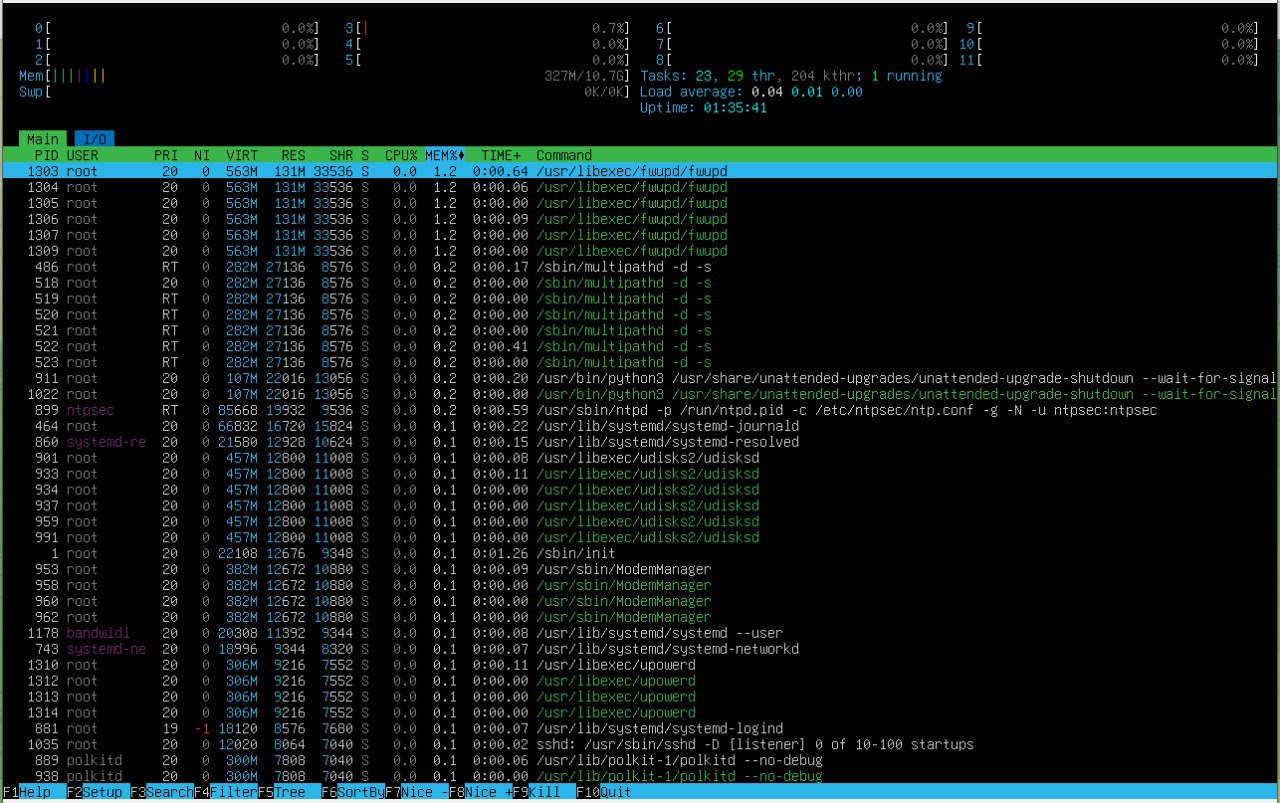 0[ 0.0%] 3[| 0.7%] 6[ 0.0%] 9[ 0.0%]
1[ 0.0%] 4[ 0.0%] 7[ 0.0%] 10[ 0.0%]
2[ 0.0%] 5[ 0.0%] 8[ 0.0%] 11[ 0.0%]
Mem[||||||| 327M/10.7G] Tasks: 23, 29 thr, 204 kthr; 1 running
Swp[ 0K/0K] Load average: 0.04 0.01 0.00
Uptime: 01:35:41
Main I/O
PID USER PRI NI VIRT RES SHR S CPU% MEM%♦ TIME+ Command
1303 root 20 0 563M 131M 33536 S 0.0 1.2 0:00.64 /usr/libexec/fwupd/fwupd
1304 root 20 0 563M 131M 33536 S 0.0 1.2 0:00.06 /usr/libexec/fwupd/fwupd
1305 root 20 0 563M 131M 33536 S 0.0 1.2 0:00.00 /usr/libexec/fwupd/fwupd
1306 root 20 0 563M 131M 33536 S 0.0 1.2 0:00.09 /usr/libexec/fwupd/fwupd
1307 root 20 0 563M 131M 33536 S 0.0 1.2 0:00.00 /usr/libexec/fwupd/fwupd
1309 root 20 0 563M 131M 33536 S 0.0 1.2 0:00.00 /usr/libexec/fwupd/fwupd
486 root RT 0 282M 27136 8576 S 0.0 0.2 0:00.17 /sbin/multipathd -d -s
518 root 20 0 282M 27136 8576 S 0.0 0.2 0:00.00 /sbin/multipathd -d -s
519 root RT 0 282M 27136 8576 S 0.0 0.2 0:00.00 /sbin/multipathd -d -s
520 root RT 0 282M 27136 8576 S 0.0 0.2 0:00.00 /sbin/multipathd -d -s
521 root RT 0 282M 27136 8576 S 0.0 0.2 0:00.00 /sbin/multipathd -d -s
522 root RT 0 282M 27136 8576 S 0.0 0.2 0:00.41 /sbin/multipathd -d -s
523 root RT 0 282M 27136 8576 S 0.0 0.2 0:00.00 /sbin/multipathd -d -s
911 root 20 0 107M 22016 13056 S 0.0 0.2 0:00.20 /usr/bin/python3 /usr/share/unattended-upgrades/unattended-upgrade-shutdown --wait-for-signal
1022 root 20 0 107M 22016 13056 S 0.0 0.2 0:00.00 /usr/bin/python3 /usr/share/unattended-upgrades/unattended-upgrade-shutdown --wait-for-signal
899 ntpsec RT 0 85668 19932 9536 S 0.0 0.2 0:00.59 /usr/sbin/ntpd -p /run/ntpd.pid -c /etc/ntpsec/ntp.conf -g -N -u ntpsec:ntpsec
464 root 20 0 66832 16720 15824 S 0.0 0.1 0:00.22 /usr/lib/systemd/systemd-journald
860 systemd-re 20 0 21580 12928 10624 S 0.0 0.1 0:00.15 /usr/lib/systemd/systemd-resolved
901 root 20 0 457M 12800 11008 S 0.0 0.1 0:00.08 /usr/libexec/udisks2/udisksd
933 root 20 0 457M 12800 11008 S 0.0 0.1 0:00.11 /usr/libexec/udisks2/udisksd
934 root 20 0 457M 12800 11008 S 0.0 0.1 0:00.00 /usr/libexec/udisks2/udisksd
937 root 20 0 457M 12800 11008 S 0.0 0.1 0:00.00 /usr/libexec/udisks2/udisksd
959 root 20 0 457M 12800 11008 S 0.0 0.1 0:00.00 /usr/libexec/udisks2/udisksd
991 root 20 0 457M 12800 11008 S 0.0 0.1 0:00.00 /usr/libexec/udisks2/udisksd
1 root 20 0 22108 12676 9348 S 0.0 0.1 0:01.26 /sbin/init
953 root 20 0 382M 12672 10880 S 0.0 0.1 0:00.09 /usr/sbin/ModemManager
958 root 20 0 382M 12672 10880 S 0.0 0.1 0:00.00 /usr/sbin/ModemManager
960 root 20 0 382M 12672 10880 S 0.0 0.1 0:00.00 /usr/sbin/ModemManager
962 root 20 0 382M 12672 10880 S 0.0 0.1 0:00.00 /usr/sbin/ModemManager
1178 bandwidl 20 0 20308 11392 9344 S 0.0 0.1 0:00.08 /usr/lib/systemd/systemd --user
743 systemd-ne 20 0 18996 9344 8320 S 0.0 0.1 0:00.07 /usr/lib/systemd/systemd-networkd
1310 root 20 0 306M 9216 7552 S 0.0 0.1 0:00.11 /usr/libexec/upowerd
1312 root 20 0 306M 9216 7552 S 0.0 0.1 0:00.00 /usr/libexec/upowerd
1313 root 20 0 306M 9216 7552 S 0.0 0.1 0:00.00 /usr/libexec/upowerd
1314 root 20 0 306M 9216 7552 S 0.0 0.1 0:00.00 /usr/libexec/upowerd
881 root 19 -1 18120 8576 7680 S 0.0 0.1 0:00.07 /usr/lib/systemd/systemd-logind
1035 root 20 0 12020 8064 7040 S 0.0 0.1 0:00.02 sshd: /usr/sbin/sshd -D [listener] 0 of 10-100 startups
889 polkitd 20 0 300M 7808 7040 S 0.0 0.1 0:00.06 /usr/lib/polkit-1/polkitd --no-debug
938 polkitd 20 0 300M 7808 7040 S 0.0 0.1 0:00.00 /usr/lib/polkit-1/polkitd --no-debug
F1Help F2Setup F3SearchF4FilterF5Tree F6SortByF7Nice -F8Nice +F9Kill F10Quit